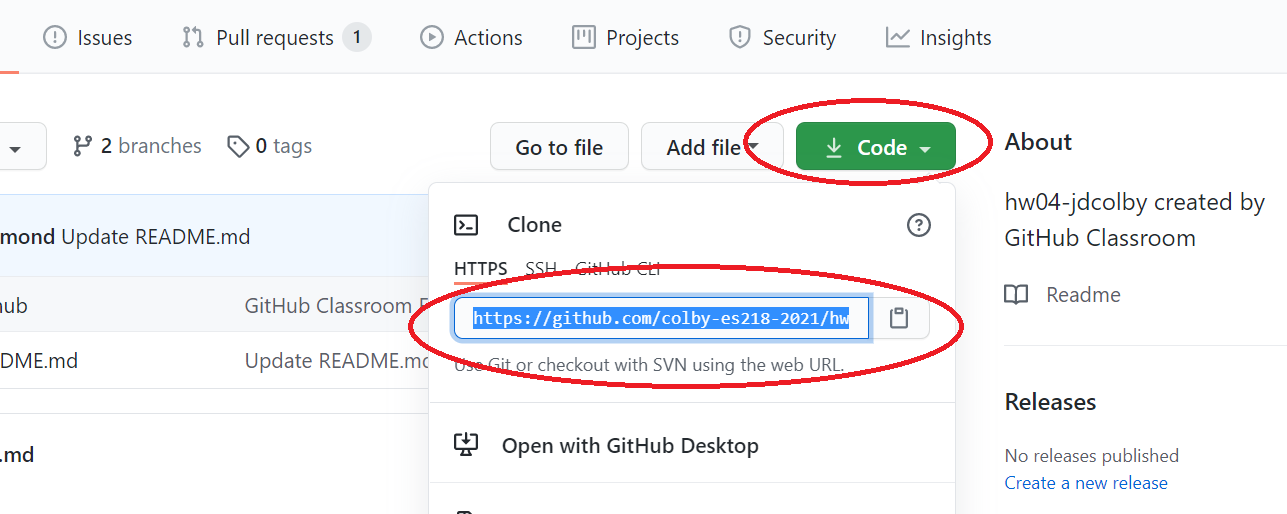 Issues Pull requests 1 Actions Projects Security Insights
2 branches 0 tags Go to file Add file Code
About
hw04-jdcolby created by
GitHub Classroom
Readme
Releases
No releases published
Create a new release
mond Update README.md
hub GitHub Classroom F
DME.md Update README.md
.md
Clone
HTTPS SSH GitHub CLI
https://github.com/colby-es218-2021/hw
Use Git or checkout with SVN using the web URL.
Open with GitHub Desktop